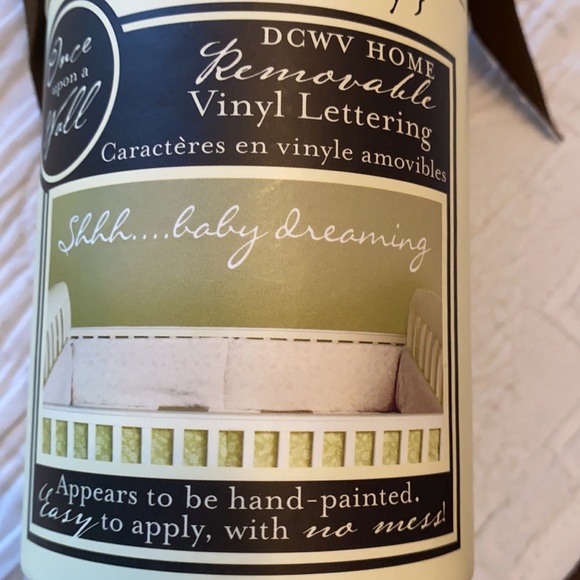 Once
upon a
Wall
DCWV HOME
Removable
Vinyl Lettering
Caractères en vinyle amovibles
Shhh....baby dreaming
Appears to be hand-painted.
Easy to apply, with no mess!